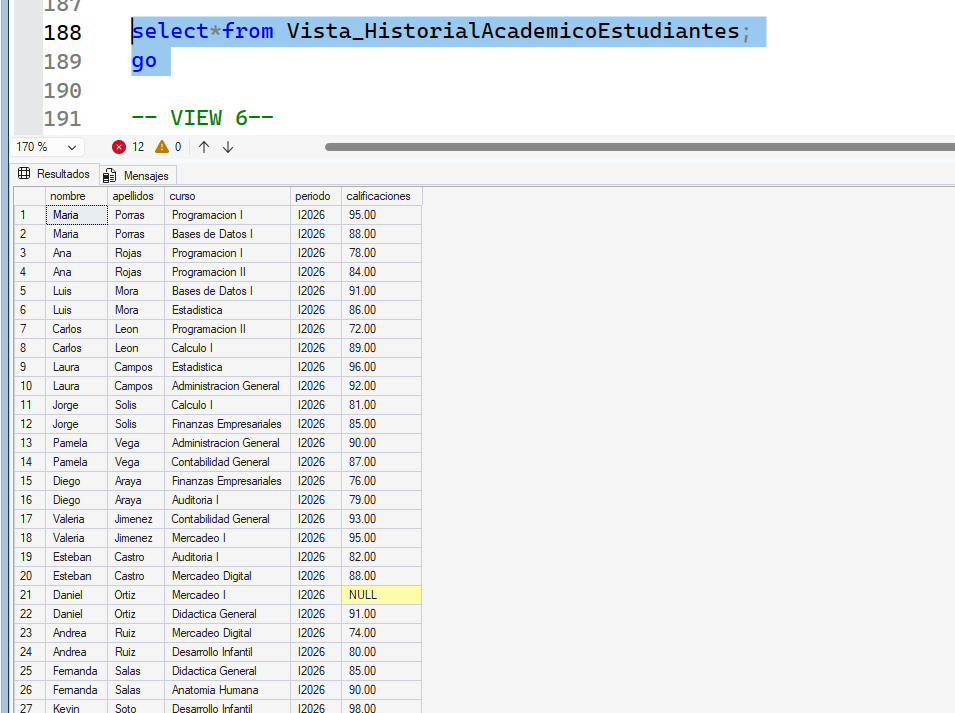 187
188 select*from Vista_HistorialAcademicoEstudiantes;
189 go
190
191 -- VIEW 6--
170 % 12 0
Resultados Mensajes
nombre apellidos curso periodo calificaciones
1 Maria Porras Programacion I I2026 95.00
2 Maria Porras Bases de Datos I I2026 88.00
3 Ana Rojas Programacion I I2026 78.00
4 Ana Rojas Programacion II I2026 84.00
5 Luis Mora Bases de Datos I I2026 91.00
6 Luis Mora Estadistica I2026 86.00
7 Carlos Leon Programacion II I2026 72.00
8 Carlos Leon Calculo I I2026 89.00
9 Laura Campos Estadistica I2026 96.00
10 Laura Campos Administracion General I2026 92.00
11 Jorge Solis Calculo I I2026 81.00
12 Jorge Solis Finanzas Empresariales I2026 85.00
13 Pamela Vega Administracion General I2026 90.00
14 Pamela Vega Contabilidad General I2026 87.00
15 Diego Araya Finanzas Empresariales I2026 76.00
16 Diego Araya Auditoria I I2026 79.00
17 Valeria Jimenez Contabilidad General I2026 93.00
18 Valeria Jimenez Mercadeo I I2026 95.00
19 Esteban Castro Auditoria I I2026 82.00
20 Esteban Castro Mercadeo Digital I2026 88.00
21 Daniel Ortiz Mercadeo I I2026 NULL
22 Daniel Ortiz Didactica General I2026 91.00
23 Andrea Ruiz Mercadeo Digital I2026 74.00
24 Andrea Ruiz Desarrollo Infantil I2026 80.00
25 Fernanda Salas Didactica General I2026 85.00
26 Fernanda Salas Anatomia Humana I2026 90.00
27 Kevin Soto Desarrollo Infantil I2026 98.00